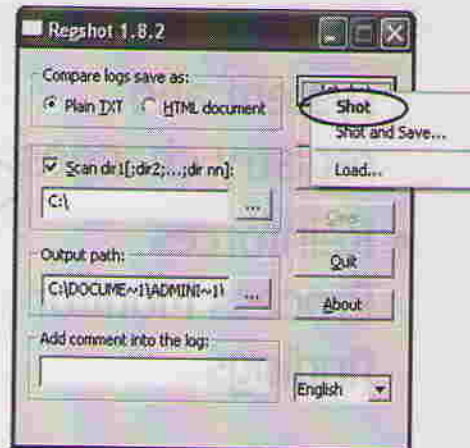 Regshot 1.8.2
Compare logs save as:
Plain TXT
HTML document
Shot
Shot and Save...
Load...
Scan dir1[;dir2;...;dir nn]:
C:\
...
Output path:
C:\DOCUME~1\ADMINI~1\
...
Quit
About
Add comment into the log:
English